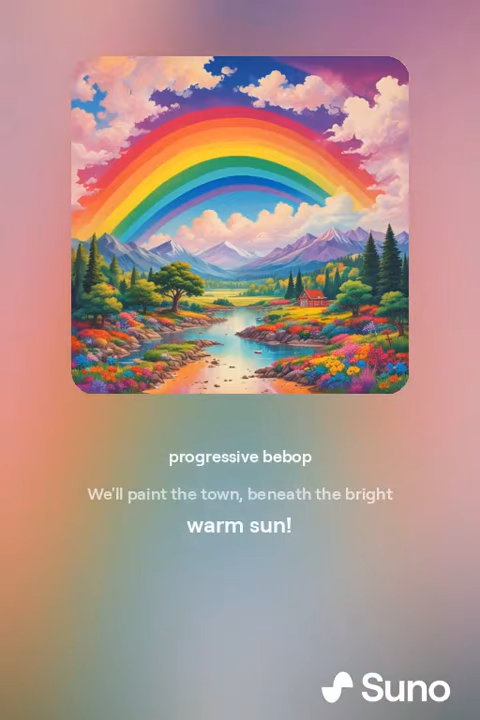 progressive bebop
We'll paint the town, beneath the bright
warm sun!
Suno